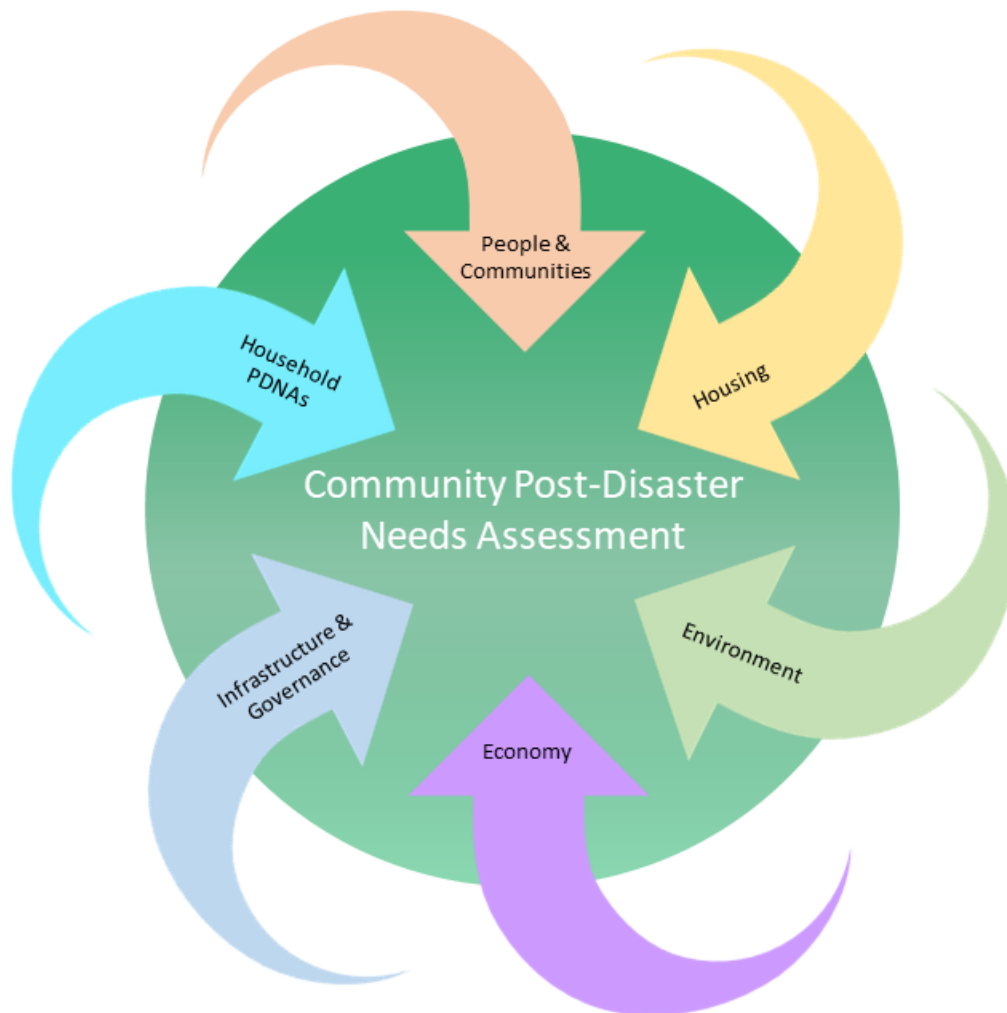 People &
Communities
Household
PDNAs
Housing
Community Post-Disaster
Needs Assessment
Infrastructure &
Governance
Environment
Economy